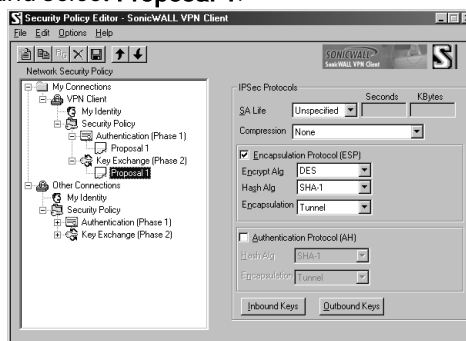 and select Proposal 1.
Security Policy Editor - SonicWALL VPN Client
File Edit Options Help
SONICWALL
SonicWALL VPN Client
S
Network Security Policy
My Connections
VPN Client
My Identity
Security Policy
Authentication (Phase 1)
Proposal 1
Key Exchange (Phase 2)
Proposal 1
Other Connections
My Identity
Security Policy
Authentication (Phase 1)
Key Exchange (Phase 2)
IPSec Protocols
Seconds KBytes
SA Life Unspecified
Compression None
Encapsulation Protocol (ESP)
Encrypt Alg DES
Hash Alg SHA-1
Encapsulation Tunnel
Authentication Protocol (AH)
Hash Alg SHA-1
Encapsulation Tunnel
Inbound Keys Outbound Keys